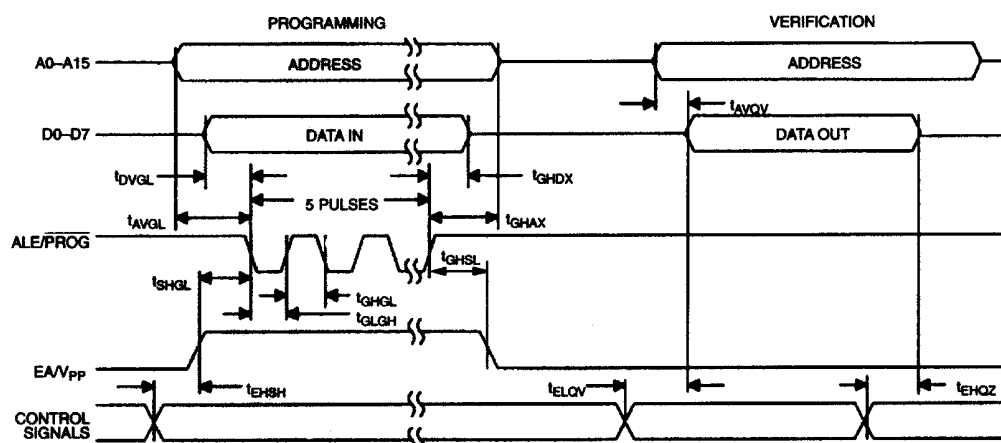 PROGRAMMING VERIFICATION
A0–A15 ADDRESS ADDRESS
tAVQV
D0–D7 DATA IN DATA OUT
tDVGL tGHDX
5 PULSES
tAVGL tGHAX
ALE/PROG
tGHSL
tSHGL
tGHGL
tGLGH
EA/VPP
tEHSH tELQV tEHQZ
CONTROL
SIGNALS